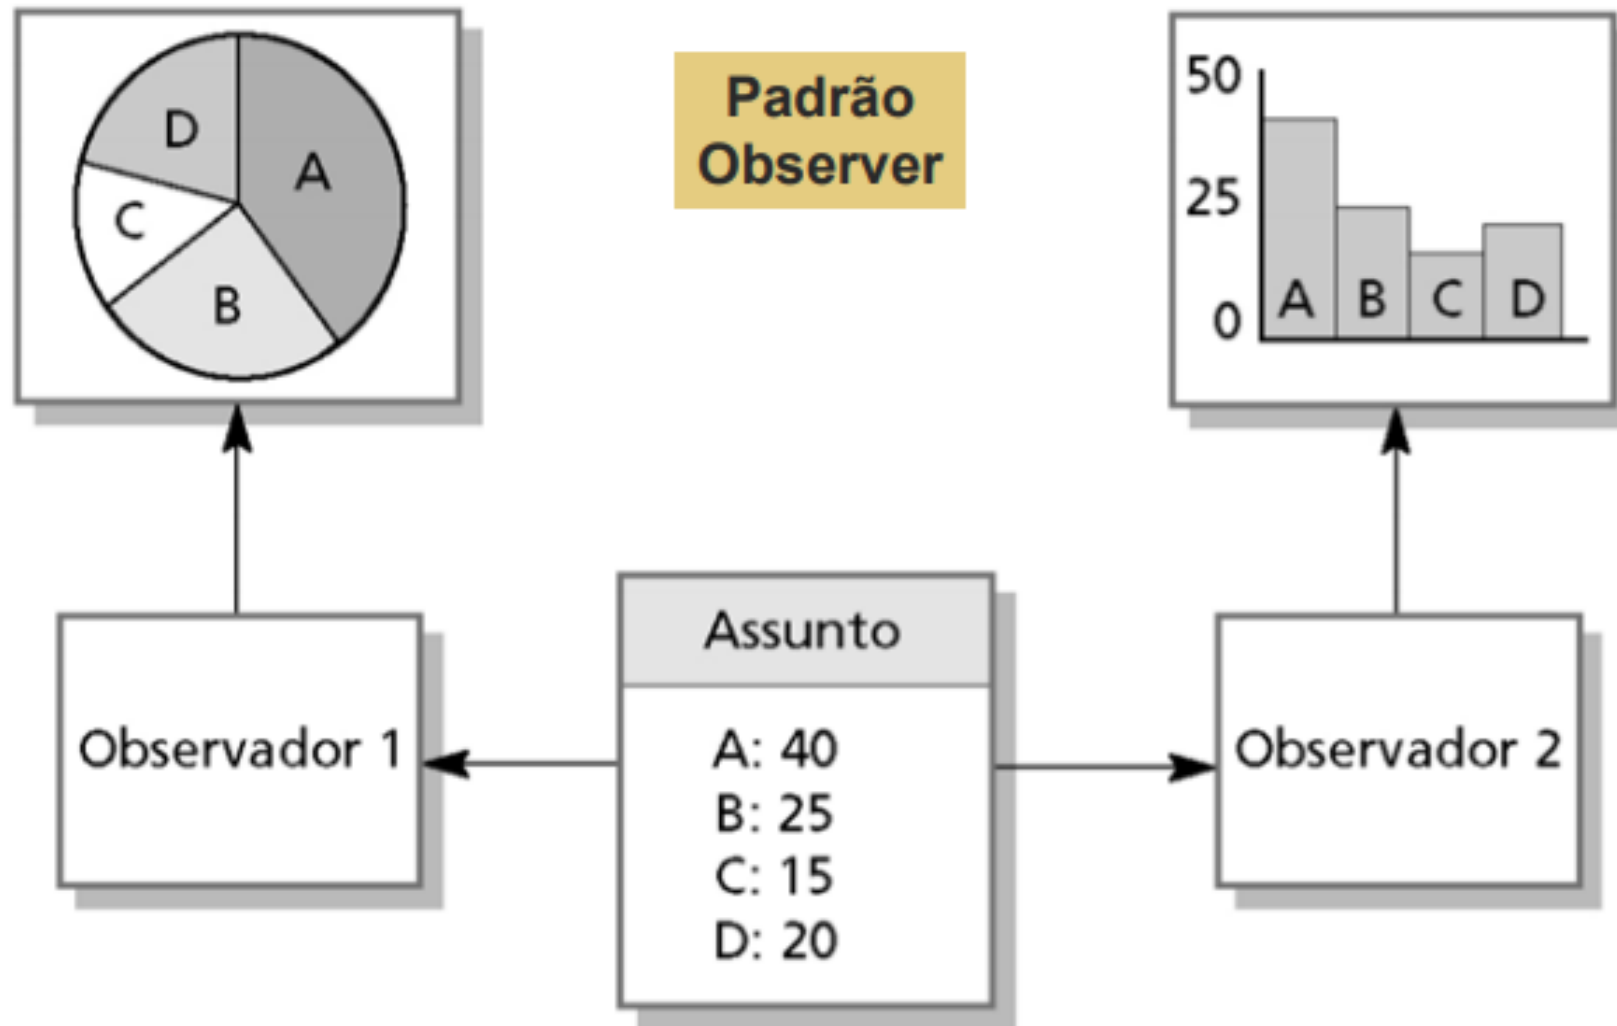 D
A
C
B
Padrão
Observer
50
25
0
A B C D
Observador 1
Assunto
A: 40
B: 25
C: 15
D: 20
Observador 2